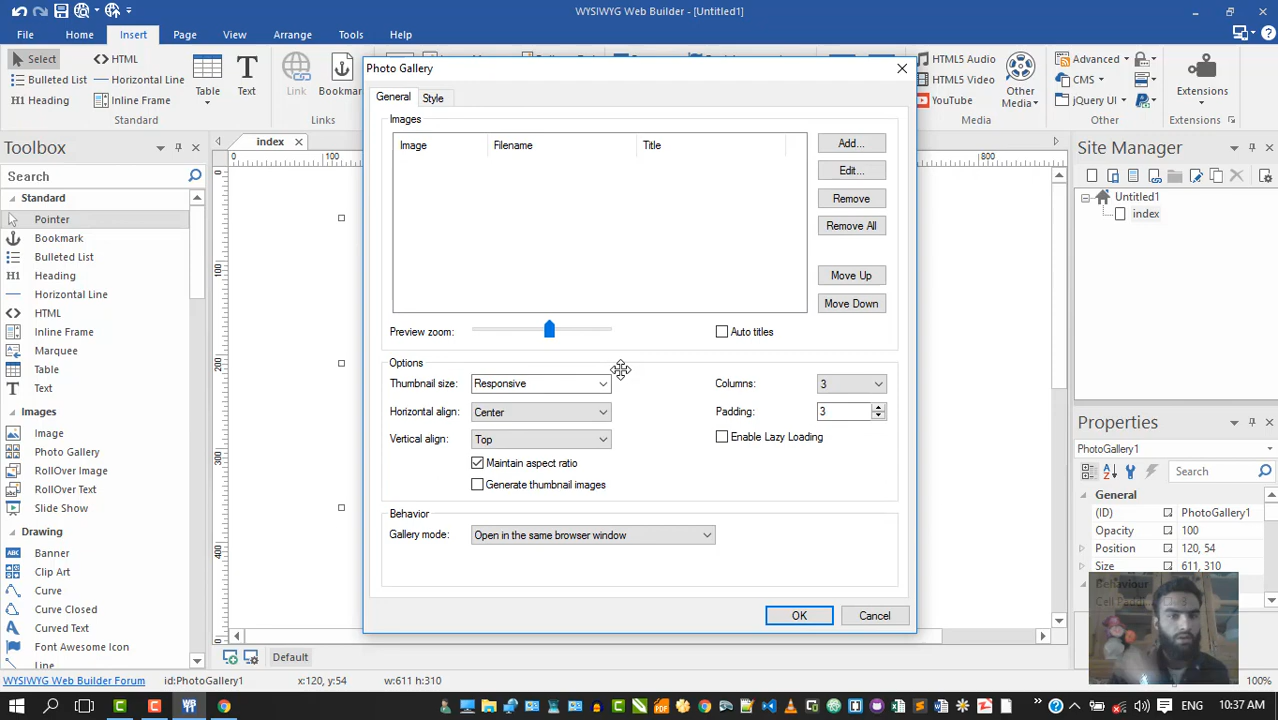 WYSIWYG Web Builder - [Untitled1]
File Home Insert Page View Arrange Tools Help
Select
Bulleted List
H1 Heading
HTML
Horizontal Line
Inline Frame
Table
Text
Standard
Link
Bookmar
Links
HTML5 Audio
HTML5 Video
YouTube
Other
Media
Media
Advanced
CMS
jQuery UI
Other
Extensions
Extensions
Toolbox
Search
Standard
Pointer
Bookmark
Bulleted List
H1 Heading
Horizontal Line
HTML
Inline Frame
Marquee
Table
Text
Images
Image
Photo Gallery
RollOver Image
RollOver Text
Slide Show
Drawing
ABC Banner
Clip Art
Curve
Curve Closed
Curved Text
Font Awesome Icon
Line
index
0 100 800
0
100
200
300
400
Photo Gallery
General Style
Images
Image Filename Title
Add...
Edit...
Remove
Remove All
Move Up
Move Down
Preview zoom:
Auto titles
Options
Thumbnail size: Responsive Columns: 3
Horizontal align: Center Padding: 3
Vertical align: Top Enable Lazy Loading
Maintain aspect ratio
Generate thumbnail images
Behavior
Gallery mode: Open in the same browser window
OK Cancel
Site Manager
Untitled1
index
Properties
PhotoGallery1
Search
General
(ID) PhotoGallery1
Opacity 100
Position 120, 54
Size 611, 310
Behaviour
Default
WYSIWYG Web Builder Forum id:PhotoGallery1 x:120, y:54 w:611 h:310 100%
ENG 10:37 AM